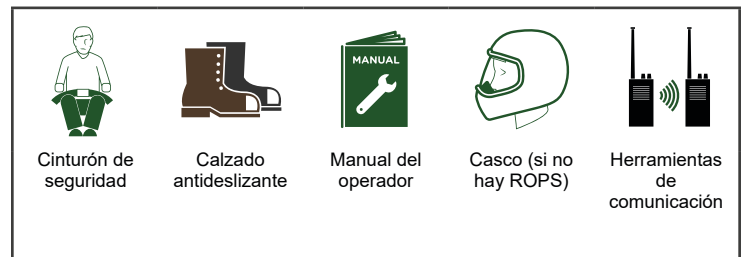 MANUAL
Cinturón de
seguridad
Calzado
antideslizante
Manual del
operador
Casco (si no
hay ROPS)
Herramientas
de
comunicación